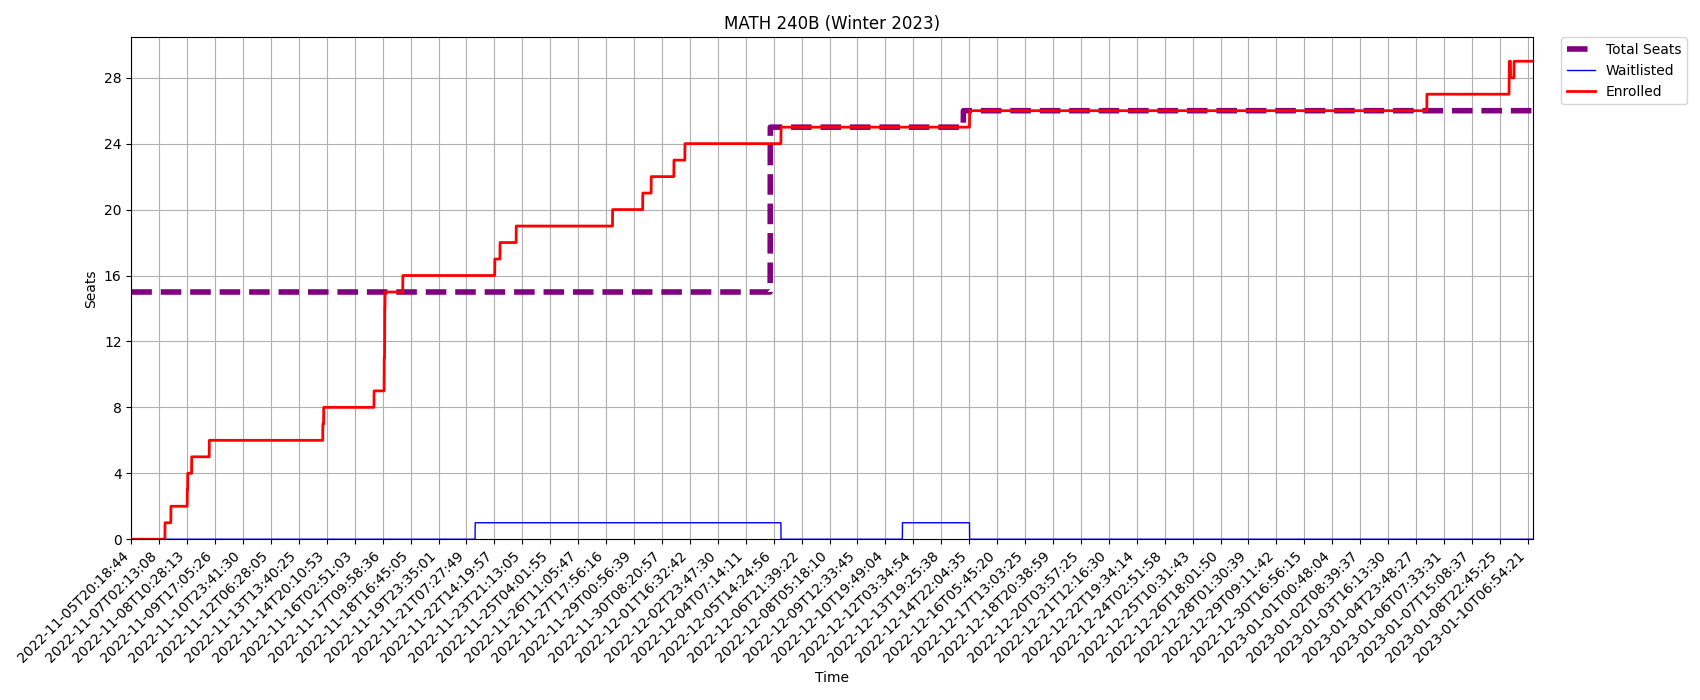 MATH 240B (Winter 2023)
Total Seats
Waitlisted
Enrolled
Seats
28
24
20
16
12
8
4
0
2022-11-05T20:18:44
2022-11-07T02:13:08
2022-11-08T10:28:13
2022-11-09T17:05:26
2022-11-10T23:41:30
2022-11-12T06:28:05
2022-11-13T13:40:25
2022-11-14T20:10:53
2022-11-16T02:51:03
2022-11-17T09:58:36
2022-11-18T16:45:05
2022-11-19T23:35:01
2022-11-21T07:27:49
2022-11-22T14:19:57
2022-11-23T21:13:05
2022-11-25T04:01:55
2022-11-26T11:05:47
2022-11-27T17:56:16
2022-11-29T00:56:39
2022-11-30T08:20:57
2022-12-01T16:32:42
2022-12-02T23:47:30
2022-12-04T07:14:11
2022-12-05T14:24:56
2022-12-06T21:39:22
2022-12-08T05:18:10
2022-12-09T12:33:45
2022-12-10T19:49:04
2022-12-12T03:34:54
2022-12-13T19:25:38
2022-12-14T22:04:35
2022-12-16T05:45:20
2022-12-17T13:03:25
2022-12-18T20:38:59
2022-12-20T03:57:25
2022-12-21T12:16:30
2022-12-22T19:34:14
2022-12-24T02:51:58
2022-12-25T10:31:43
2022-12-26T18:01:50
2022-12-28T01:30:39
2022-12-29T09:11:42
2022-12-30T16:56:15
2023-01-01T00:48:04
2023-01-02T08:39:37
2023-01-03T16:13:30
2023-01-04T23:48:27
2023-01-06T07:33:31
2023-01-07T15:08:37
2023-01-08T22:45:25
2023-01-10T06:54:21
Time